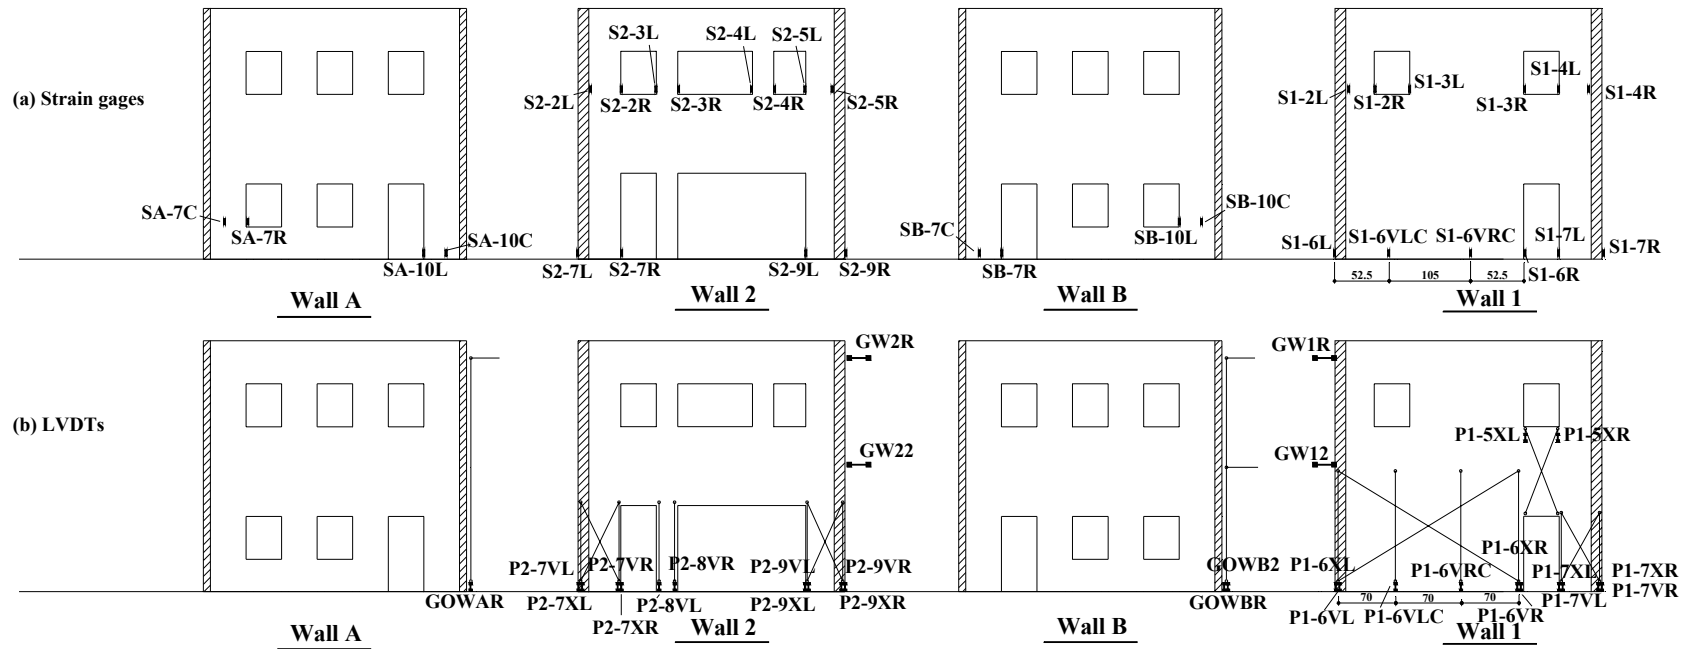 (a) Strain gages
SA-7C
SA-7R
SA-10L
SA-10C
Wall A
S2-3L
S2-4L
S2-5L
S2-2L
S2-2R
S2-3R
S2-4R
S2-5R
S2-7L
S2-7R
S2-9L
S2-9R
Wall 2
SB-7C
SB-7R
SB-10L
SB-10C
Wall B
S1-2L
S1-2R
S1-3L
S1-3R
S1-4L
S1-4R
S1-6L
S1-6VLC
S1-6VRC
S1-7L
S1-7R
S1-6R
52.5
105
52.5
Wall 1
(b) LVDTs
GOWAR
Wall A
GW2R
GW22
P2-7VL
P2-7VR
P2-8VR
P2-9VL
P2-9VR
P2-7XL
P2-8VL
P2-9XL
P2-9XR
P2-7XR
Wall 2
GOWB2
GOWBR
Wall B
GW1R
GW12
P1-5XL
P1-5XR
P1-6XL
P1-6VRC
P1-6XR
P1-7XL
P1-7XR
P1-7VL
P1-7VR
70
70
70
P1-6VL
P1-6VLC
P1-6VR
Wall 1